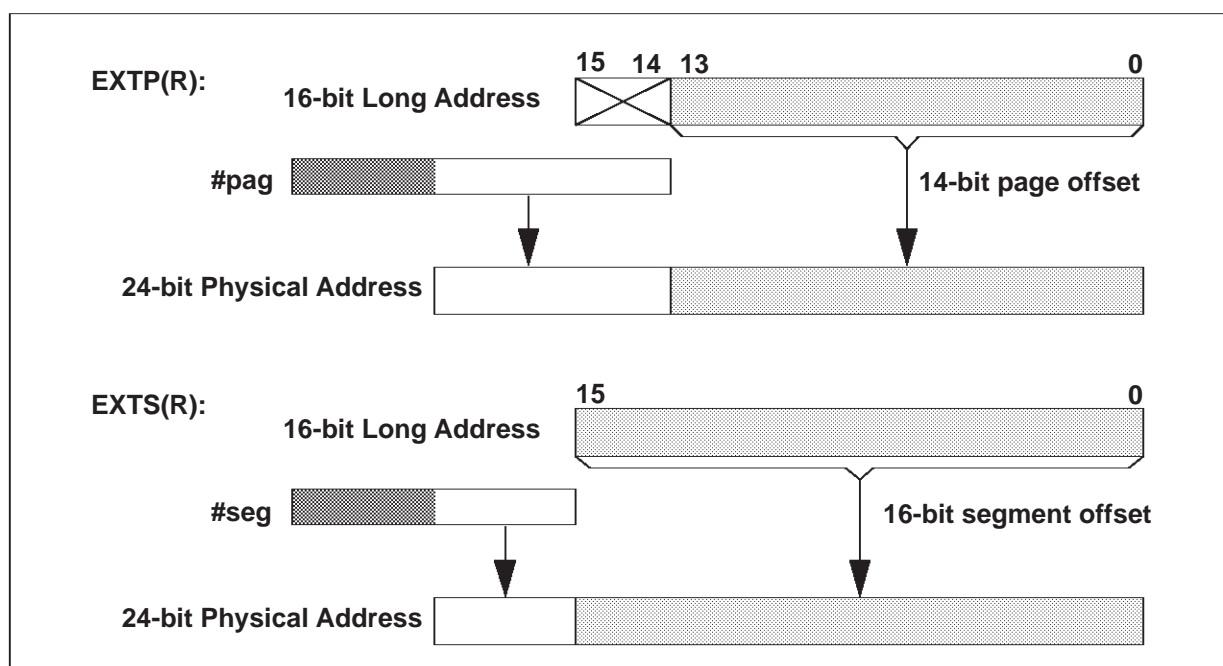 15 14 13 0
EXTP(R):
16-bit Long Address
#pag
14-bit page offset
24-bit Physical Address
15 0
EXTS(R):
16-bit Long Address
#seg
16-bit segment offset
24-bit Physical Address